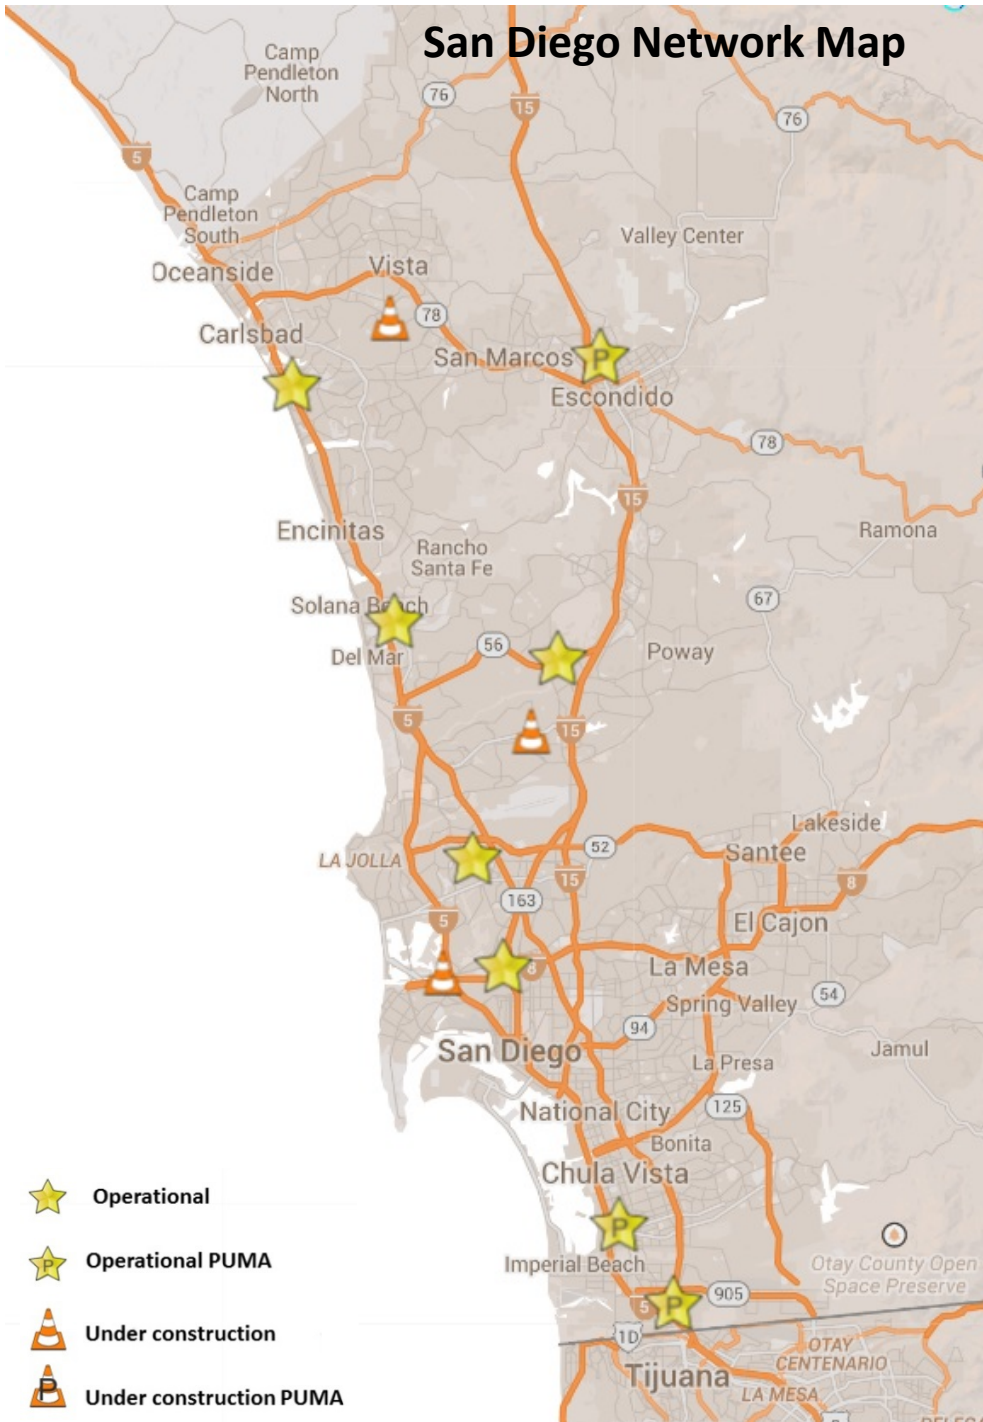 San Diego Network Map
Camp
Pendleton
North
76
15
76
5
Camp
Pendleton
South
Valley Center
Oceanside
Vista
78
Carlsbad
San Marcos
P
Escondido
78
15
Encinitas
Ramona
Rancho
Santa Fe
67
Solana Beach
56
Poway
Del Mar
5
15
Lakeside
52
Santee
LA JOLLA
15
8
163
5
El Cajon
8
La Mesa
54
Spring Valley
94
San Diego
Jamul
La Presa
125
National City
Bonita
Chula Vista
Operational
P
Imperial Beach
P Operational PUMA
Otay County Open
Space Preserve
905
5
P
Under construction
1D
OTAY
CENTENARIO
Tijuana
LA MESA
P Under construction PUMA